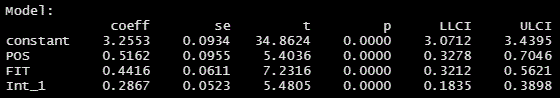 Model:
coeff se t p LLCI ULCI
constant 3.2553 0.0934 34.8624 0.0000 3.0712 3.4395
POS 0.5162 0.0955 5.4036 0.0000 0.3278 0.7046
FIT 0.4416 0.0611 7.2316 0.0000 0.3212 0.5621
Int_1 0.2867 0.0523 5.4805 0.0000 0.1835 0.3898